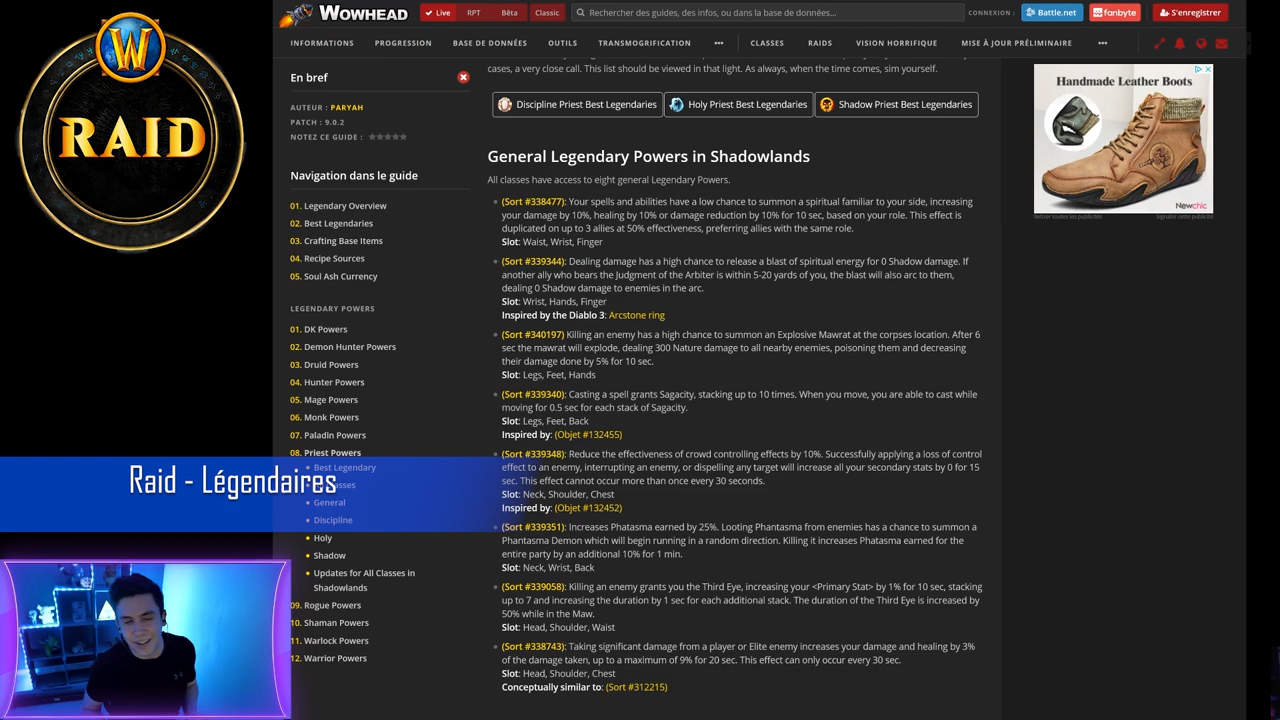 W
RAID
WOWHEAD
Live
RPT
Bêta
Classic
Rechercher des guides, des infos, ou dans la base de données…
CONNEXION :
Battle.net
fanbyte
S'enregistrer
INFORMATIONS
PROGRESSION
BASE DE DONNÉES
OUTILS
TRANSMOGRIFICATION
•••
CLASSES
RAIDS
VISION HORRIFIQUE
MISE À JOUR PRÉLIMINAIRE
•••
En bref
AUTEUR : PARYAH
PATCH : 9.0.2
NOTEZ CE GUIDE :
Navigation dans le guide
01. Legendary Overview
02. Best Legendaries
03. Crafting Base Items
04. Recipe Sources
05. Soul Ash Currency
LEGENDARY POWERS
01. DK Powers
02. Demon Hunter Powers
03. Druid Powers
04. Hunter Powers
05. Mage Powers
06. Monk Powers
07. Paladin Powers
08. Priest Powers
• Best Legendary
asses
• General
• Discipline
• Holy
• Shadow
• Updates for All Classes in
Shadowlands
09. Rogue Powers
10. Shaman Powers
11. Warlock Powers
12. Warrior Powers
Raid - Légendaires
cases, a very close call. This list should be viewed in that light. As always, when the time comes, sim yourself.
Discipline Priest Best Legendaries
Holy Priest Best Legendaries
Shadow Priest Best Legendaries
General Legendary Powers in Shadowlands
All classes have access to eight general Legendary Powers.
(Sort #338477): Your spells and abilities have a low chance to summon a spiritual familiar to your side, increasing
your damage by 10%, healing by 10% or damage reduction by 10% for 10 sec, based on your role. This effect is
duplicated on up to 3 allies at 50% effectiveness, preferring allies with the same role.
Slot: Waist, Wrist, Finger
(Sort #339344): Dealing damage has a high chance to release a blast of spiritual energy for 0 Shadow damage. If
another ally who bears the Judgment of the Arbiter is within 5-20 yards of you, the blast will also arc to them,
dealing 0 Shadow damage to enemies in the arc.
Slot: Wrist, Hands, Finger
Inspired by the Diablo 3: Arcstone ring
(Sort #340197) Killing an enemy has a high chance to summon an Explosive Mawrat at the corpses location. After 6
sec the mawrat will explode, dealing 300 Nature damage to all nearby enemies, poisoning them and decreasing
their damage done by 5% for 10 sec.
Slot: Legs, Feet, Hands
(Sort #339340): Casting a spell grants Sagacity, stacking up to 10 times. When you move, you are able to cast while
moving for 0.5 sec for each stack of Sagacity.
Slot: Legs, Feet, Back
Inspired by: (Objet #132455)
(Sort #339348): Reduce the effectiveness of crowd controlling effects by 10%. Successfully applying a loss of control
effect to an enemy, interrupting an enemy, or dispelling any target will increase all your secondary stats by 0 for 15
sec. This effect cannot occur more than once every 30 seconds.
Slot: Neck, Shoulder, Chest
Inspired by: (Objet #132452)
(Sort #339351): Increases Phatasma earned by 25%. Looting Phantasma from enemies has a chance to summon a
Phantasma Demon which will begin running in a random direction. Killing it increases Phatasma earned for the
entire party by an additional 10% for 1 min.
Slot: Neck, Wrist, Back
(Sort #339058): Killing an enemy grants you the Third Eye, increasing your <Primary Stat> by 1% for 10 sec, stacking
up to 7 and increasing the duration by 1 sec for each additional stack. The duration of the Third Eye is increased by
50% while in the Maw.
Slot: Head, Shoulder, Waist
(Sort #338743): Taking significant damage from a player or Elite enemy increases your damage and healing by 3%
of the damage taken, up to a maximum of 9% for 20 sec. This effect can only occur every 30 sec.
Slot: Head, Shoulder, Chest
Conceptually similar to: (Sort #312215)
Handmade Leather Boots
Newchic
Retirer toutes les publicités
Signaler cette publicité